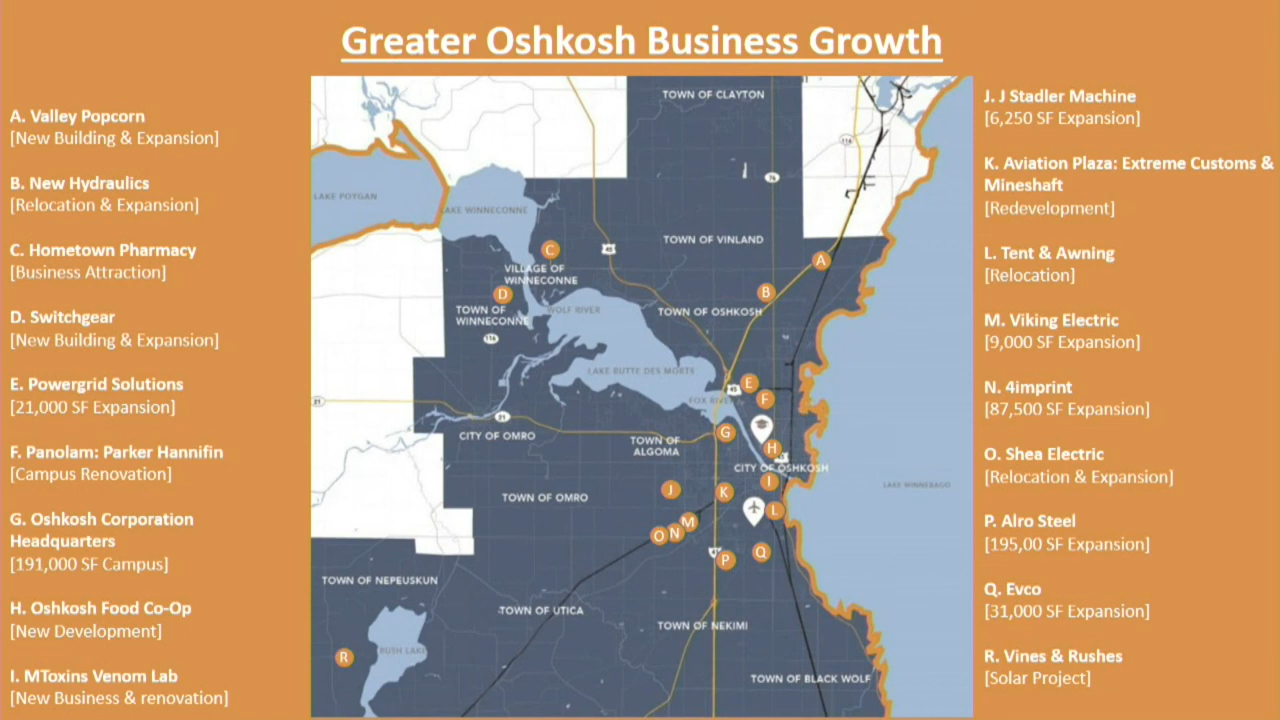 Greater Oshkosh Business Growth
A. Valley Popcorn
[New Building & Expansion]
B. New Hydraulics
[Relocation & Expansion]
C. Hometown Pharmacy
[Business Attraction]
D. Switchgear
[New Building & Expansion]
E. Powergrid Solutions
[21,000 SF Expansion]
F. Panolam: Parker Hannifin
[Campus Renovation]
G. Oshkosh Corporation
Headquarters
[191,000 SF Campus]
H. Oshkosh Food Co-Op
[New Development]
I. MToxins Venom Lab
[New Business & renovation]
TOWN OF CLAYTON
114
76
LAKE POYGAN
LAKE WINNECONNE
TOWN OF VINLAND
C
45
A
VILLAGE OF
WINNECONNE
D
B
TOWN OF
WINNECONNE
WOLF RIVER
TOWN OF OSHKOSH
116
LAKE BUTTE DES MORTS
E
45
F
FOX RIVER
21
21
CITY OF OMRO
TOWN OF
ALGOMA
G
H
CITY OF OSHKOSH
I
LAKE WINNEBAGO
J
K
TOWN OF OMRO
L
M
N
O
P
Q
TOWN OF NEPEUSKUN
TOWN OF UTICA
TOWN OF NEKIMI
RUSH LAKE
R
TOWN OF BLACK WOLF
J. J Stadler Machine
[6,250 SF Expansion]
K. Aviation Plaza: Extreme Customs &
Mineshaft
[Redevelopment]
L. Tent & Awning
[Relocation]
M. Viking Electric
[9,000 SF Expansion]
N. 4imprint
[87,500 SF Expansion]
O. Shea Electric
[Relocation & Expansion]
P. Alro Steel
[195,00 SF Expansion]
Q. Evco
[31,000 SF Expansion]
R. Vines & Rushes
[Solar Project]